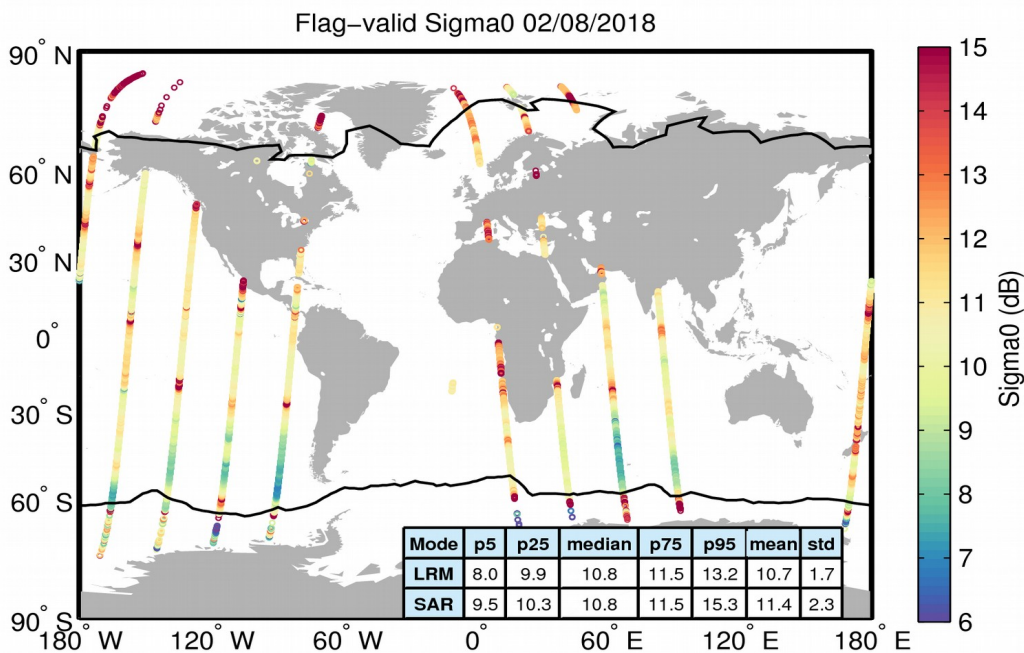 Flag−valid Sigma0 02/08/2018
90° N
60° N
30° N
0°
30° S
60° S
90° S
180° W
120° W
60° W
0°
60° E
120° E
180° E
Mode p5 p25 median p75 p95 mean std
LRM 8.0 9.9 10.8 11.5 13.2 10.7 1.7
SAR 9.5 10.3 10.8 11.5 15.3 11.4 2.3
15
14
13
12
11
10
9
8
7
6
Sigma0 (dB)